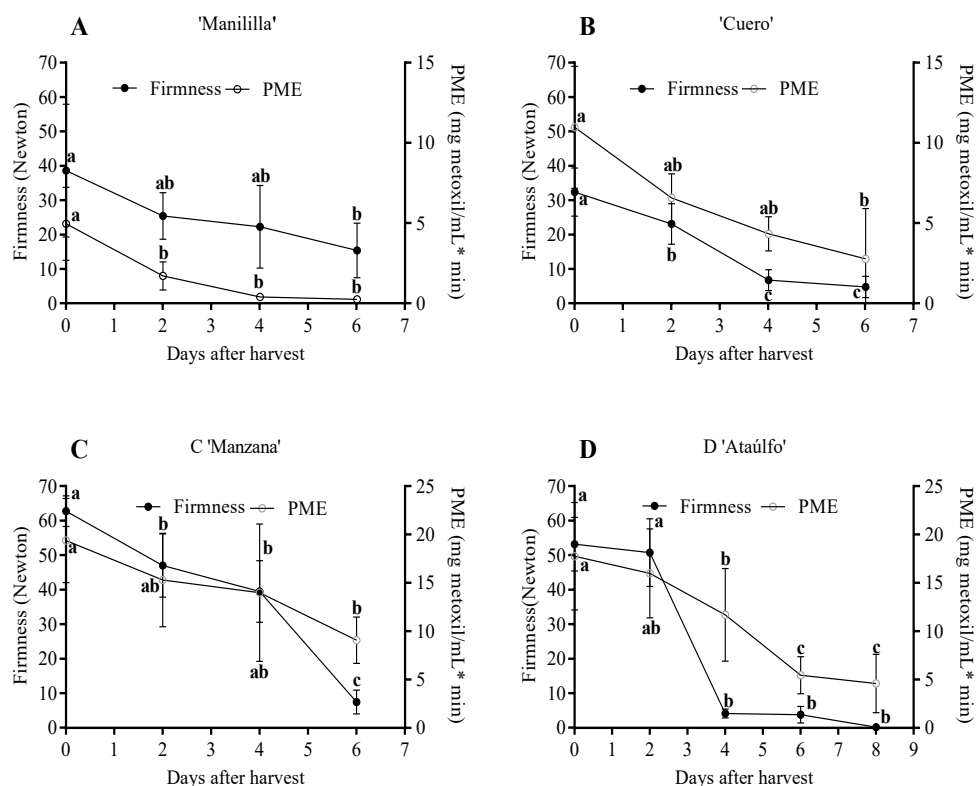 A 'Manililla'
Firmness PME
Firmness (Newton)
70
60
50
40
30
20
10
0
PME (mg metoxil/mL* min)
15
10
5
0
a
ab
ab
b
a
b
b
b
0 1 2 3 4 5 6 7
Days after harvest
B 'Cuero'
Firmness PME
Firmness (Newton)
70
60
50
40
30
20
10
0
PME (mg metoxil/mL* min)
15
10
5
0
a
ab
ab
b
a
b
c
c
0 1 2 3 4 5 6 7
Days after harvest
C C 'Manzana'
Firmness PME
Firmness (Newton)
70
60
50
40
30
20
10
0
PME (mg metoxil/mL* min)
25
20
15
10
5
0
a
b
b
b
a
ab
ab
c
0 1 2 3 4 5 6 7
Days after harvest
D D 'Ataúlfo'
Firmness PME
Firmness(Newton)
70
60
50
40
30
20
10
0
PME (mg metoxil/mL* min)
25
20
15
10
5
0
a
a
b
c
c
a
ab
b
b
b
0 1 2 3 4 5 6 7 8 9
Days after harvest